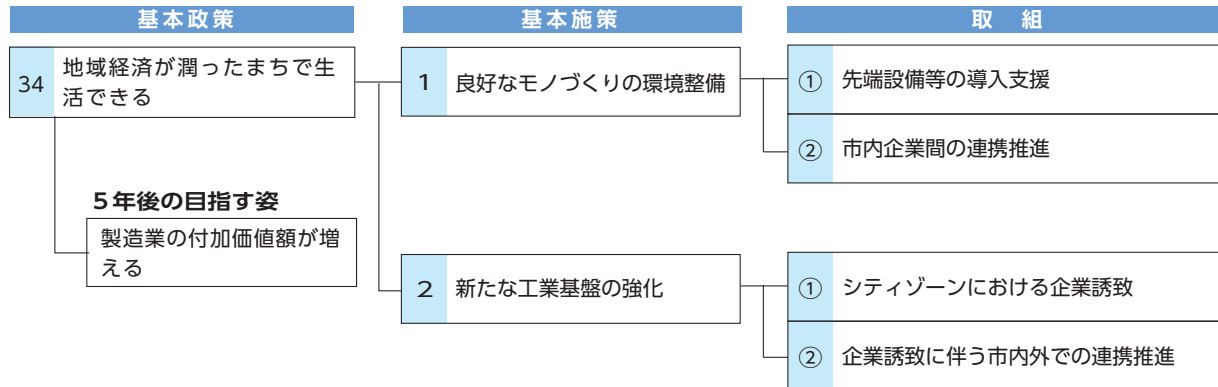 基本政策
基本施策
取　組
34
地域経済が潤ったまちで生
活できる
5年後の目指す姿
製造業の付加価値額が増
える
1
良好なモノづくりの環境整備
①
先端設備等の導入支援
②
市内企業間の連携推進
2
新たな工業基盤の強化
①
シティゾーンにおける企業誘致
②
企業誘致に伴う市内外での連携推進